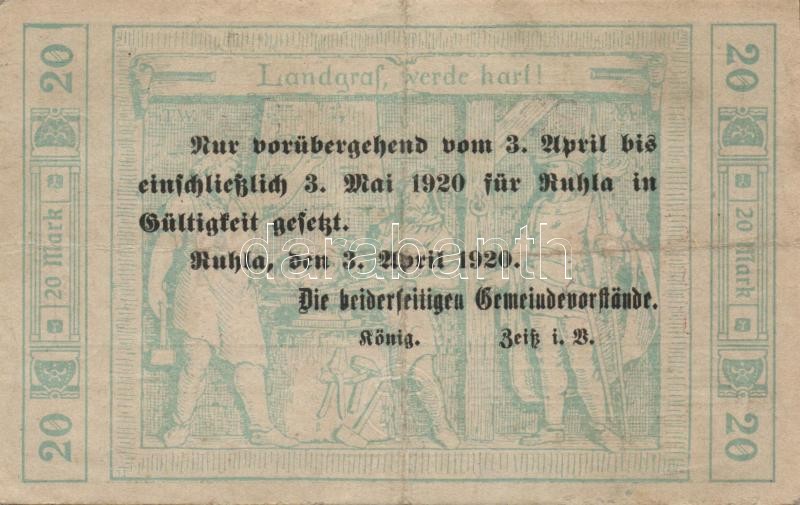 Landgraf, werde hart!
20
20
20 Mark
20 Mark
20
20
Nur vorübergehend vom 3. April bis
einschließlich 3. Mai 1920 für Ruhla in
Gültigkeit gesetzt.
Ruhla, den 3. April 1920.
Die beiderseitigen Gemeindevorstände.
König. Zeiß i. V.
darabanth